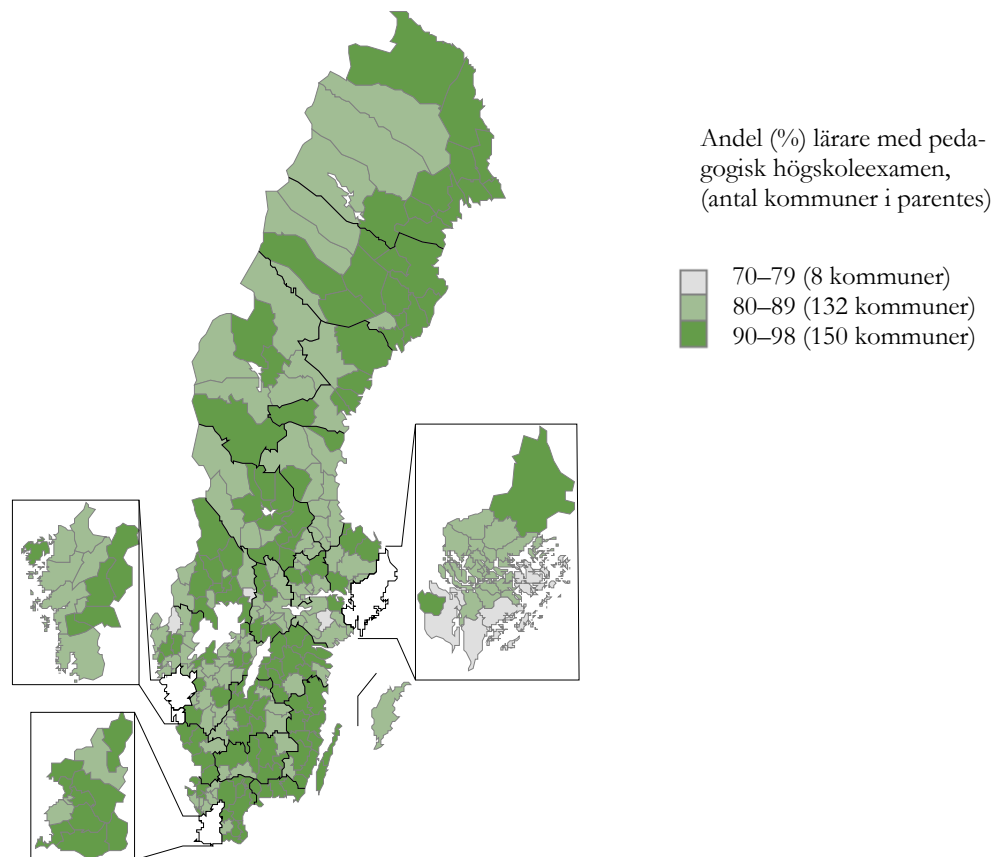 Andel (%) lärare med peda-
gogisk högskoleexamen,
(antal kommuner i parentes)
70–79 (8 kommuner)
80–89 (132 kommuner)
90–98 (150 kommuner)